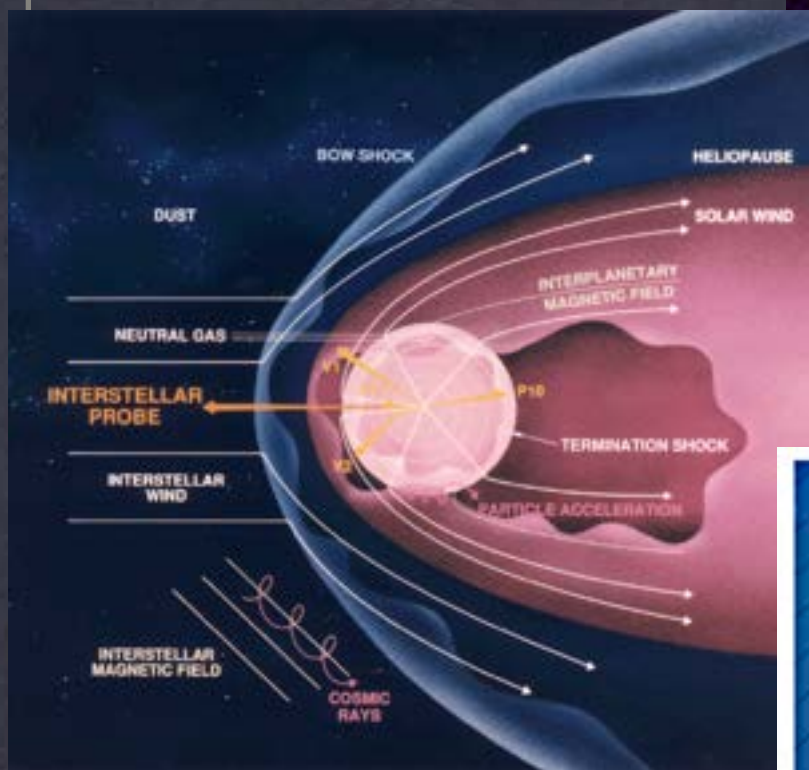 BOW SHOCK
HELIOPAUSE
DUST
SOLAR WIND
INTERPLANETARY
MAGNETIC FIELD
NEUTRAL GAS
V1
INTERSTELLAR
PROBE
P10
V2
TERMINATION SHOCK
INTERSTELLAR
WIND
PARTICLE ACCELERATION
INTERSTELLAR
MAGNETIC FIELD
COSMIC
RAYS